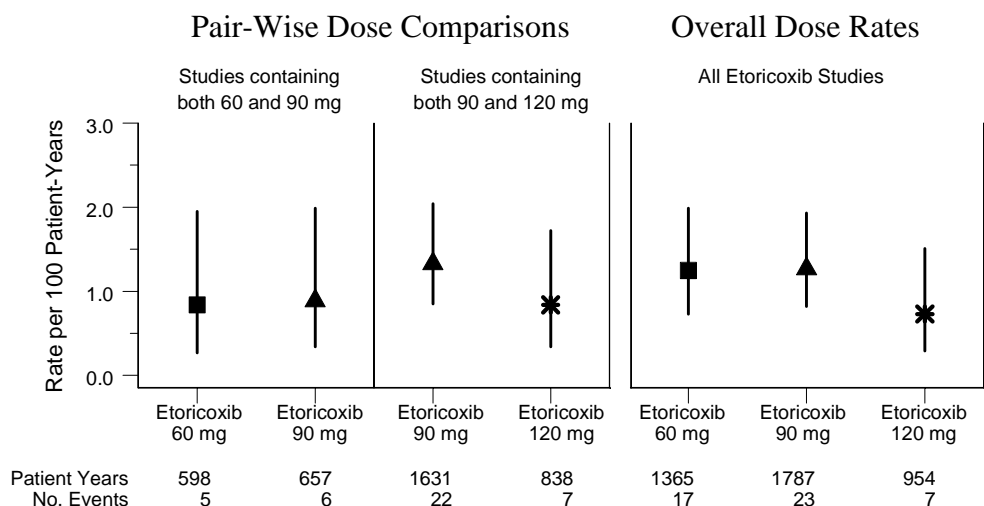 Pair-Wise Dose Comparisons Overall Dose Rates
Studies containing Studies containing All Etoricoxib Studies
both 60 and 90 mg both 90 and 120 mg
Rate per 100 Patient-Years
3.0
2.0
1.0
0.0
Etoricoxib Etoricoxib Etoricoxib Etoricoxib Etoricoxib Etoricoxib Etoricoxib
60 mg 90 mg 90 mg 120 mg 60 mg 90 mg 120 mg
Patient Years 598 657 1631 838 1365 1787 954
No. Events 5 6 22 7 17 23 7